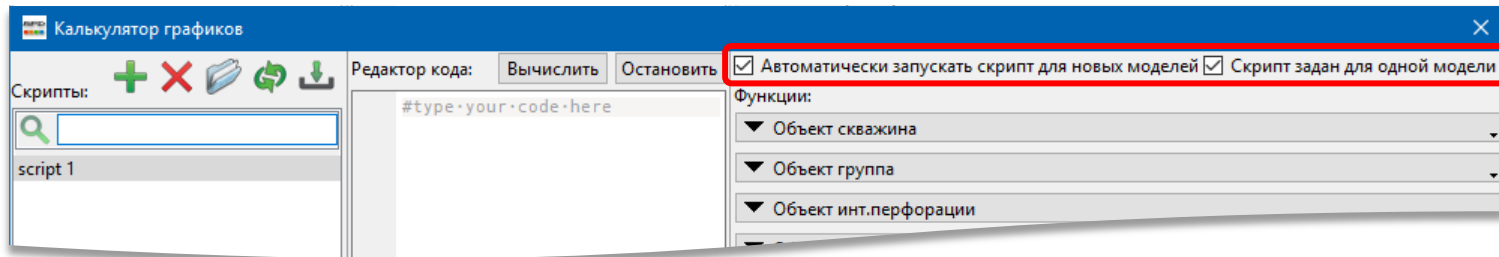 Калькулятор графиков
Скрипты:
script 1
Редактор кода: Вычислить Остановить
#type·your·code·here
Автоматически запускать скрипт для новых моделей Скрипт задан для одной модели
Функции:
Объект скважина
Объект группа
Объект инт.перфорации